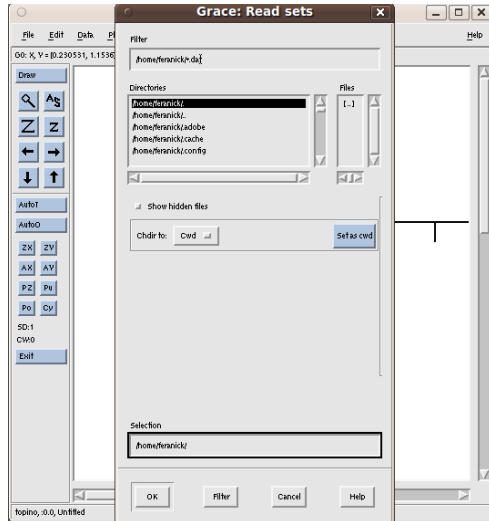 Grace: Read sets
File Edit Data Help
G0: X, Y = [0.230531, 1.1536
Draw
AS
Z Z
AutoT
AutoO
ZX ZY
AX AY
PZ Pu
Po Cy
SD:1
CW:0
Exit
topino, :0.0, Untitled
Filter
/home/feranick/*.dat
Directories
/home/feranick/.
/home/feranick/..
/home/feranick/.adobe
/home/feranick/.cache
/home/feranick/.config
Files
[..]
Show hidden files
Chdir to: Cwd
Set as cwd
Selection
/home/feranick/
OK Filter Cancel Help